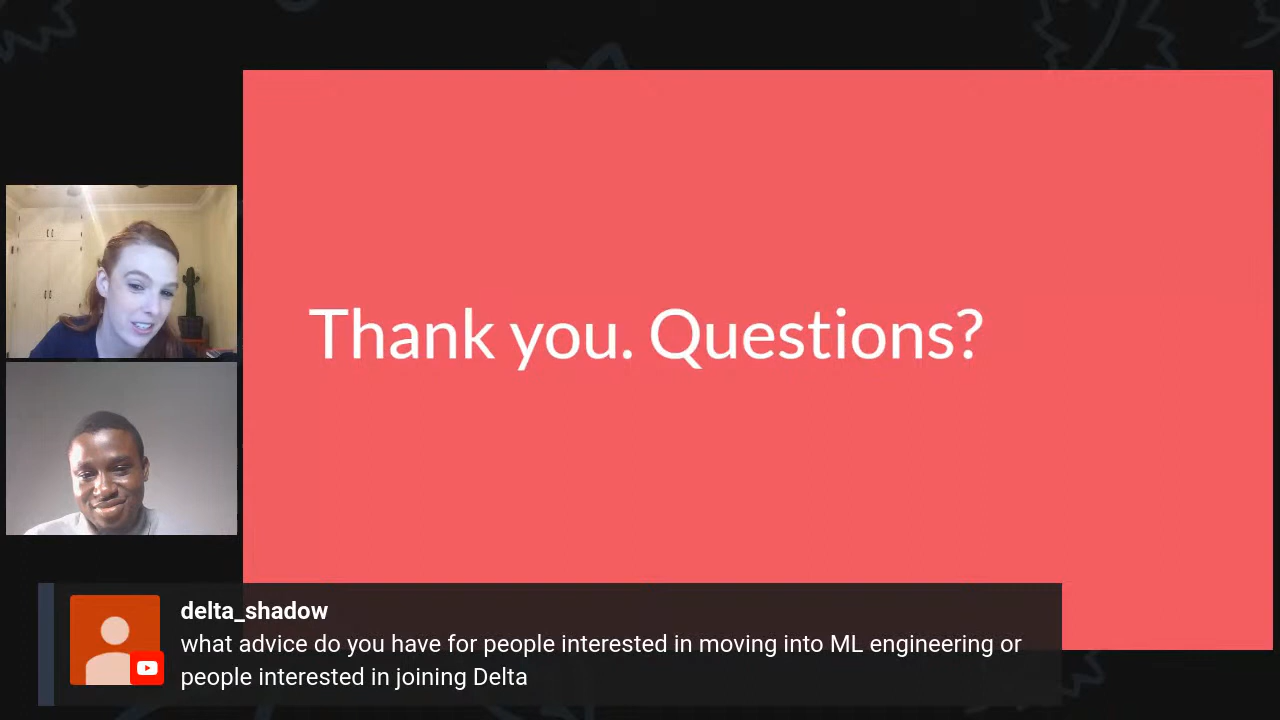 Thank you. Questions?
delta_shadow
what advice do you have for people interested in moving into ML engineering or
people interested in joining Delta